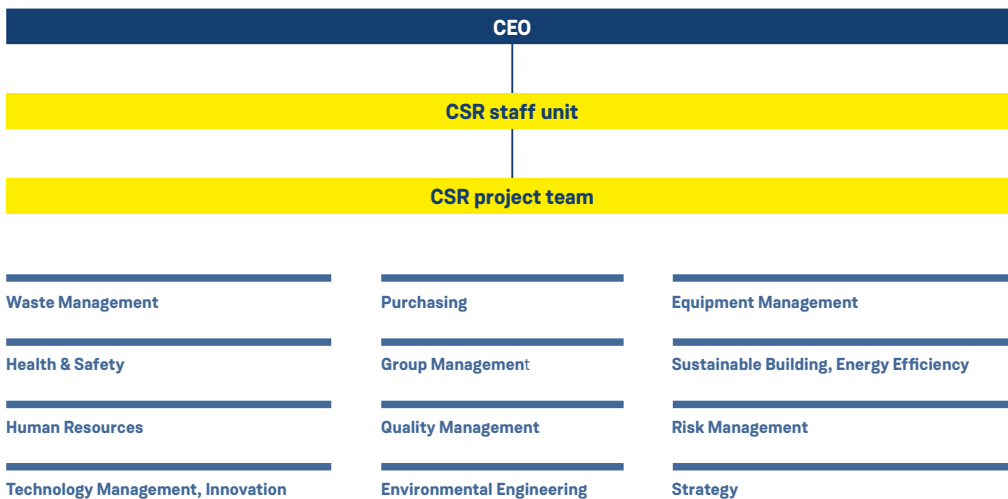 CEO
CSR staff unit
CSR project team
Waste Management
Purchasing
Equipment Management
Health & Safety
Group Management
Sustainable Building, Energy Efficiency
Human Resources
Quality Management
Risk Management
Technology Management, Innovation
Environmental Engineering
Strategy